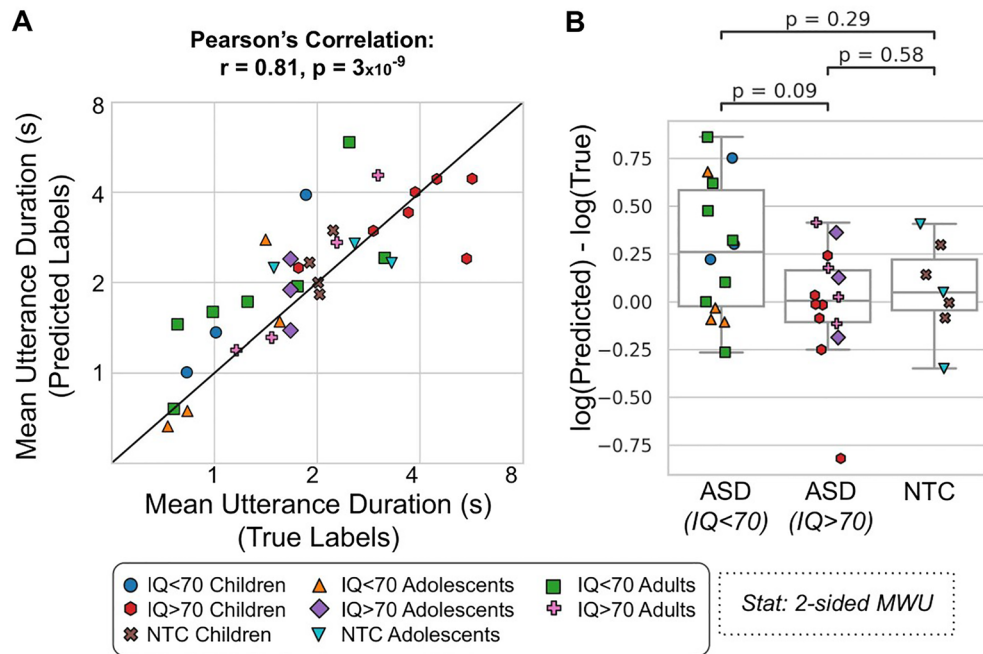 A
Pearson's Correlation:
r = 0.81, p = 3x10-9
Mean Utterance Duration (s)
(Predicted Labels)
8
4
2
1
1
2
4
8
Mean Utterance Duration (s)
(True Labels)
B
p = 0.29
p = 0.58
p = 0.09
log(Predicted) - log(True)
0.75
0.50
0.25
0.00
−0.25
−0.50
−0.75
ASD
(IQ<70)
ASD
(IQ>70)
NTC
IQ<70 Children
IQ>70 Children
NTC Children
IQ<70 Adolescents
IQ>70 Adolescents
NTC Adolescents
IQ<70 Adults
IQ>70 Adults
Stat: 2-sided MWU